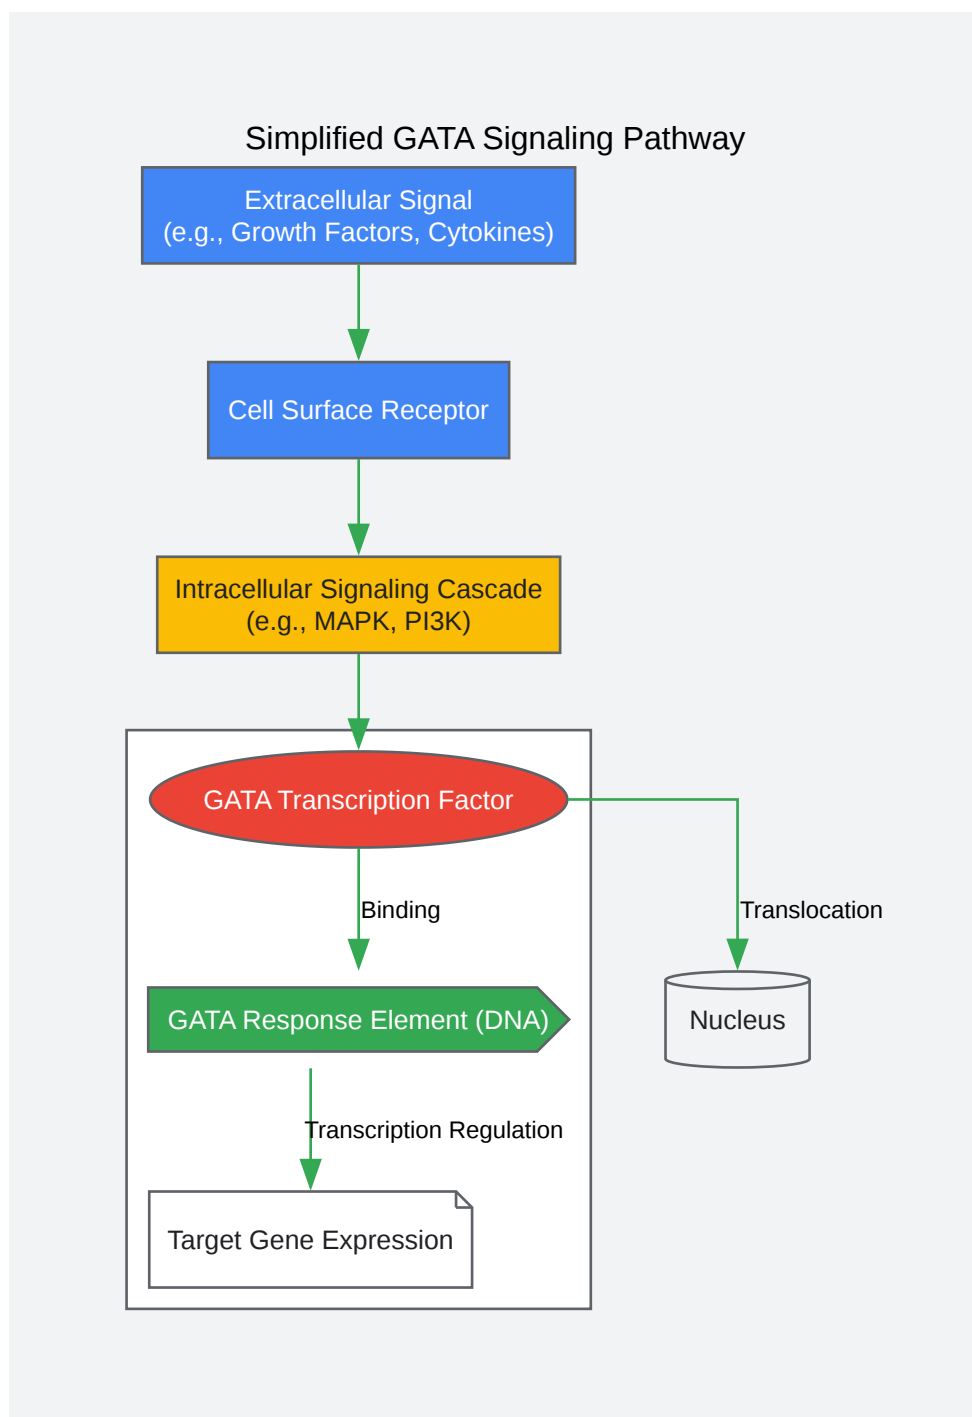 Simplified GATA Signaling Pathway
Extracellular Signal
(e.g., Growth Factors, Cytokines)
Cell Surface Receptor
Intracellular Signaling Cascade
(e.g., MAPK, PI3K)
GATA Transcription Factor
Binding
Translocation
GATA Response Element (DNA)
Nucleus
Transcription Regulation
Target Gene Expression